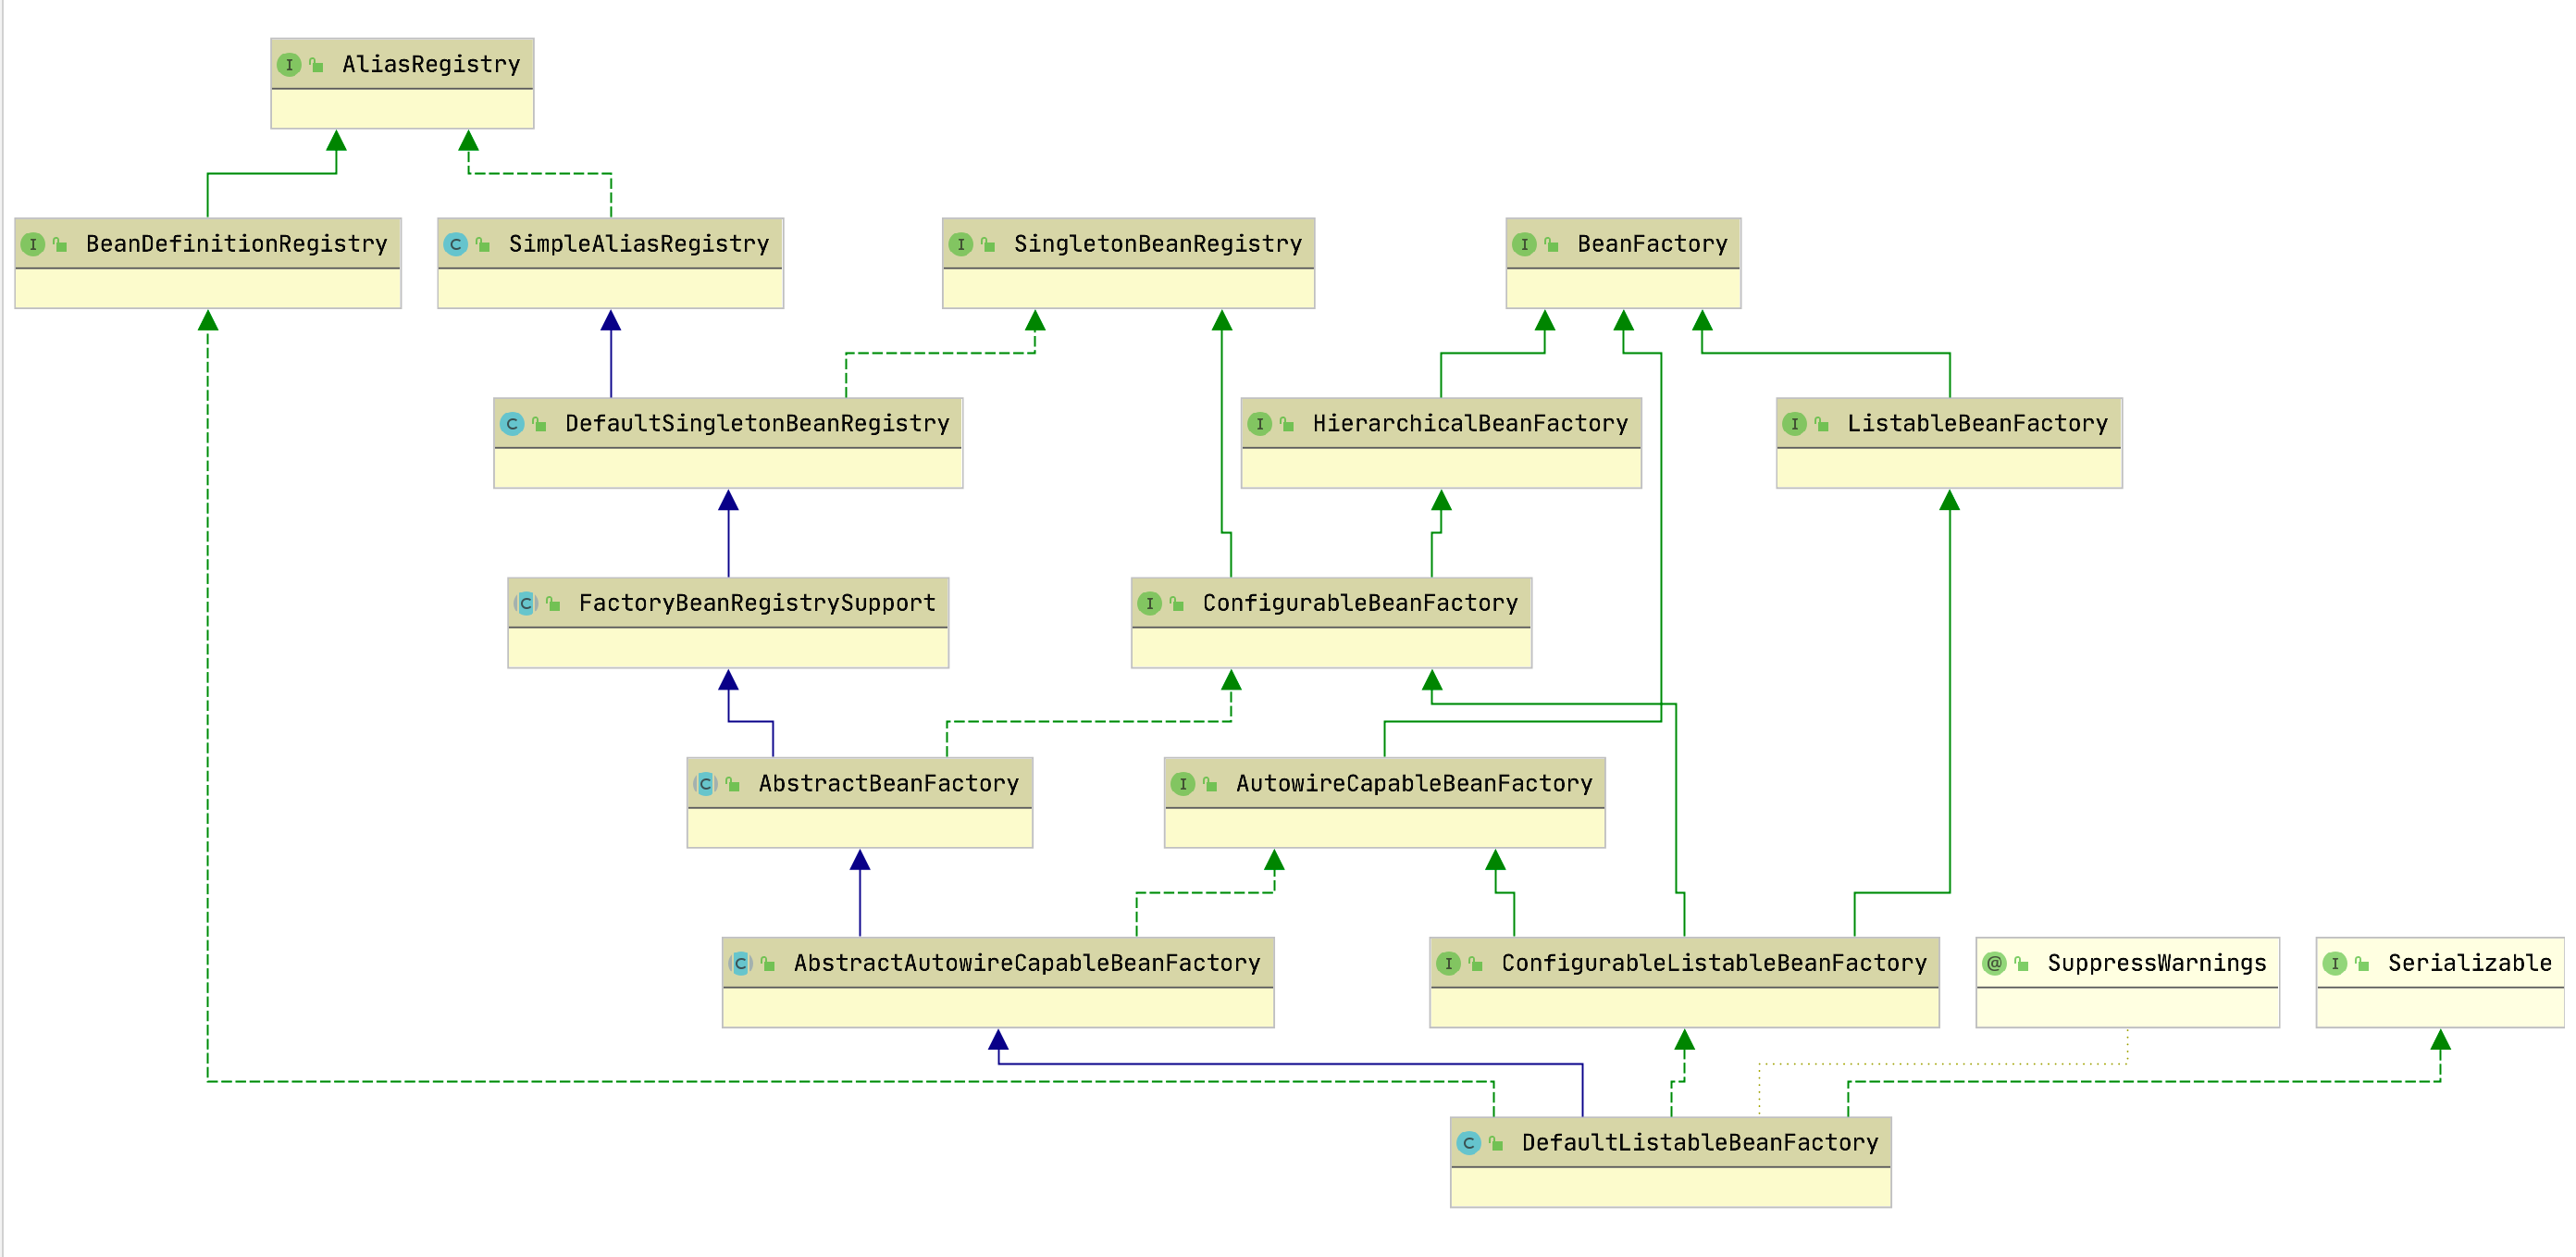 AliasRegistry
BeanDefinitionRegistry
SimpleAliasRegistry
SingletonBeanRegistry
BeanFactory
DefaultSingletonBeanRegistry
HierarchicalBeanFactory
ListableBeanFactory
FactoryBeanRegistrySupport
ConfigurableBeanFactory
AbstractBeanFactory
AutowireCapableBeanFactory
AbstractAutowireCapableBeanFactory
ConfigurableListableBeanFactory
SuppressWarnings
Serializable
DefaultListableBeanFactory